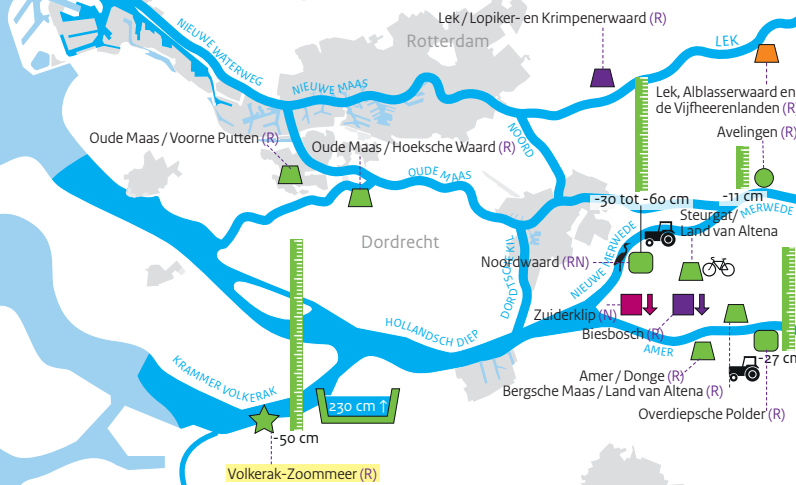 Lek / Lopiker- en Krimpenerwaard (R)
Rotterdam
LEK
NIEUWE WATERWEG
NIEUWE MAAS
Lek, Alblasserwaard en
de Vijfheerenlanden (R
Avelingen (R)
NOORD
Oude Maas / Voorne Putten (R)
Oude Maas / Hoeksche Waard (R)
OUDE MAAS
-30 tot -60 cm
-11 cm
MERWEDE
Steurgat/
Land van Altena
Dordrecht
Noordwaard (RN)
NIEUWE MERWEDE
DORDTSCHE KIL
Zuiderklip (N)
Biesbosch (R)
HOLLANDSCH DIEP
AMER
-27 cm
KRAMMER VOLKERAK
Amer / Donge (R)
Bergsche Maas / Land van Altena (R)
230 cm ↑
Overdiepsche Polder (R)
-50 cm
Volkerak-Zoommeer (R)